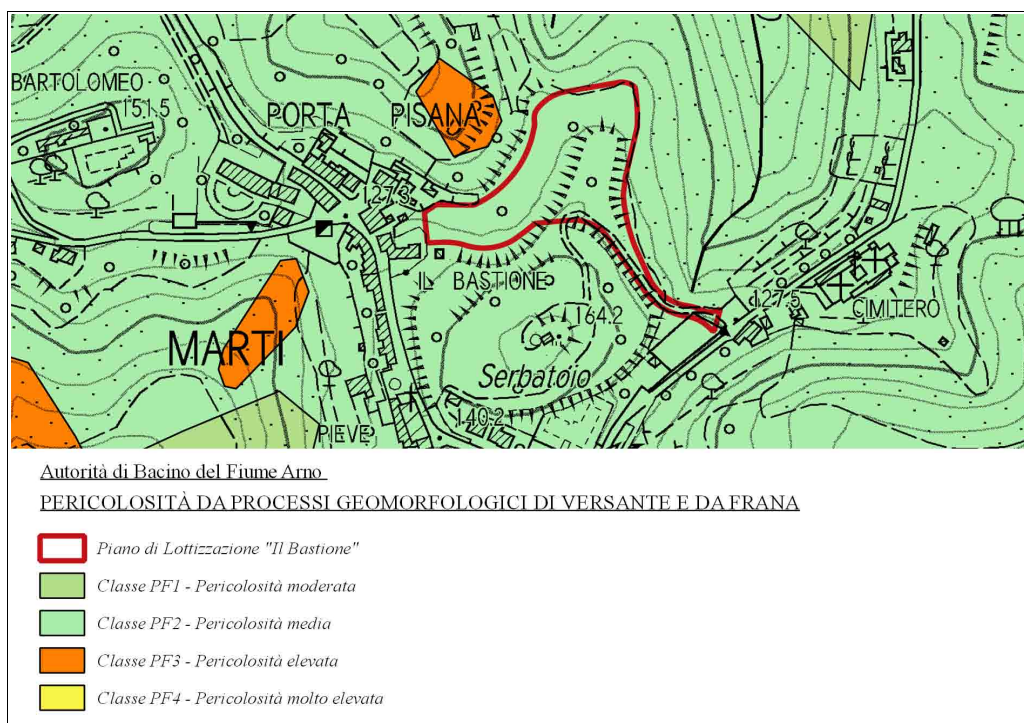 BARTOLOMEO
151.5
PORTA PISANA
AL
127.3
IL BASTIONE
164.2
127.5
CIMITERO
MARTI
Serbatoio
140.2
PIEVE
Autorità di Bacino del Fiume Arno
PERICOLOSITÀ DA PROCESSI GEOMORFOLOGICI DI VERSANTE E DA FRANA
Piano di Lottizzazione "Il Bastione"
Classe PF1 - Pericolosità moderata
Classe PF2 - Pericolosità media
Classe PF3 - Pericolosità elevata
Classe PF4 - Pericolosità molto elevata